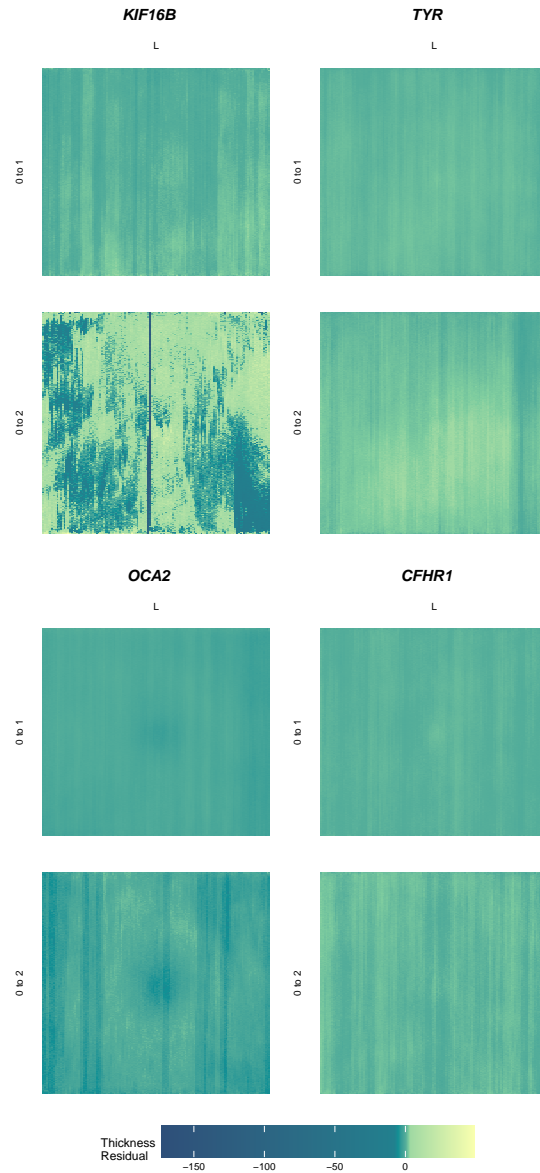 KIF16B
TYR
L
L
0 to 1
0 to 1
0 to 2
0 to 2
OCA2
CFHR1
L
L
0 to 1
0 to 1
0 to 2
0 to 2
Thickness
Residual
−150 −100 −50 0